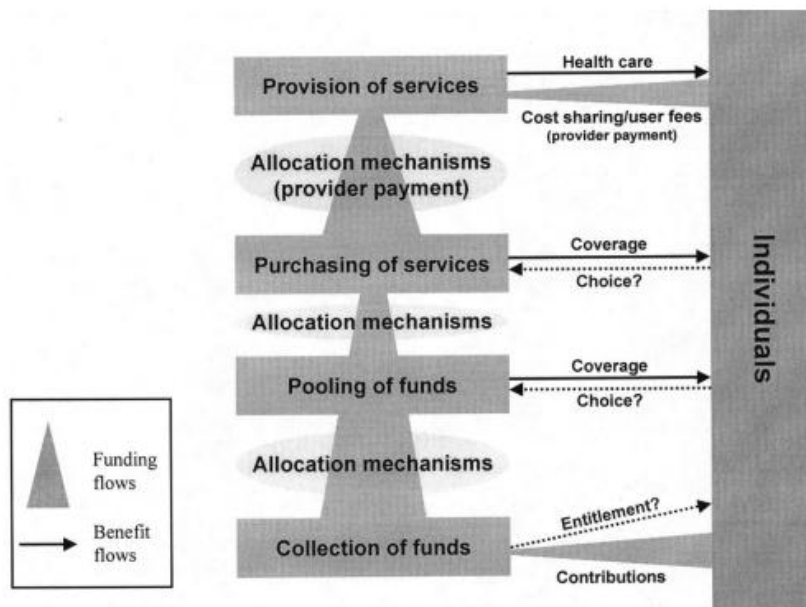 Provision of services
Health care
Cost sharing/user fees
(provider payment)
Allocation mechanisms
(provider payment)
Purchasing of services
Coverage
Choice?
Allocation mechanisms
Pooling of funds
Coverage
Choice?
Allocation mechanisms
Collection of funds
Entitlement?
Contributions
Individuals
Funding
flows
Benefit
flows